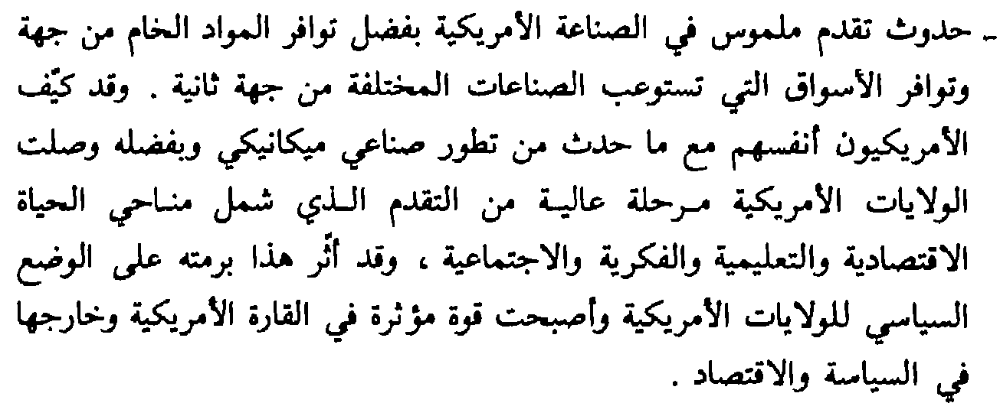 - حدوث تقدم ملموس في الصناعة الأمريكية بفضل توافر المواد الخام من جهة
وتوافر الأسواق التي تستوعب الصناعات المختلفة من جهة ثانية . وقد كيّف
الأمريكيون أنفسهم مع ما حدث من تطور صناعي ميكانيكي وبفضله وصلت
الولايات الأمريكية مـرحلة عاليـة من التقدم الـذي شمل منـاحي الحياة
الاقتصادية والتعليمية والفكرية والاجتماعية ، وقد أثّر هذا برمته على الوضع
السياسي للولايات الأمريكية وأصبحت قوة مؤثرة في القارة الأمريكية وخارجها
في السياسة والاقتصاد .